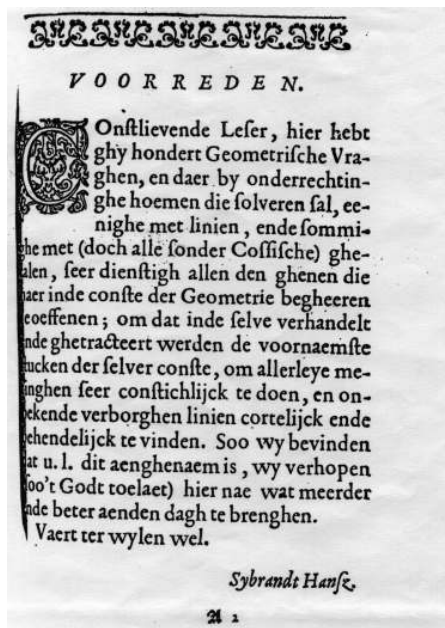 VOORREDEN.
COnſtlievende Leſer, hier hebt
ghy hondert Geometriſche Vra-
ghen, en daer by onderrechtin-
ghe hoemen die ſolveren ſal, ee-
nighe met linien, ende ſommi-
he met (doch alle ſonder Coſſiſche) ghe-
alen, ſeer dienſtigh allen den ghenen die
aer inde conſte der Geometrie begheeren
eoeffenen; om dat inde ſelve verhandelt
nde ghetracteert werden de voornaemſte
tucken der ſelver conſte, om allerleye me-
inghen ſeer conſtichlijck te doen, en on-
ekende verborghen linien cortelijck ende
ehendelijck te vinden. Soo wy bevinden
at u.l. dit aenghenaem is, wy verhopen
ſoo't Godt toelaet) hier nae wat meerder
nde beter aenden dagh te brenghen.
Vaert ter wylen wel.
Sybrandt Hanſz.
A 2